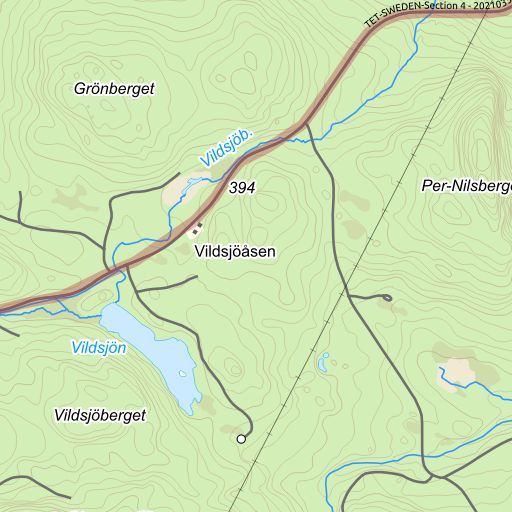 TET-SWEDEN-Section 4 - 202103
Grönberget
Vildsjöb.
394
Per-Nilsberge
Vildsjöåsen
Vildsjön
Vildsjöberget